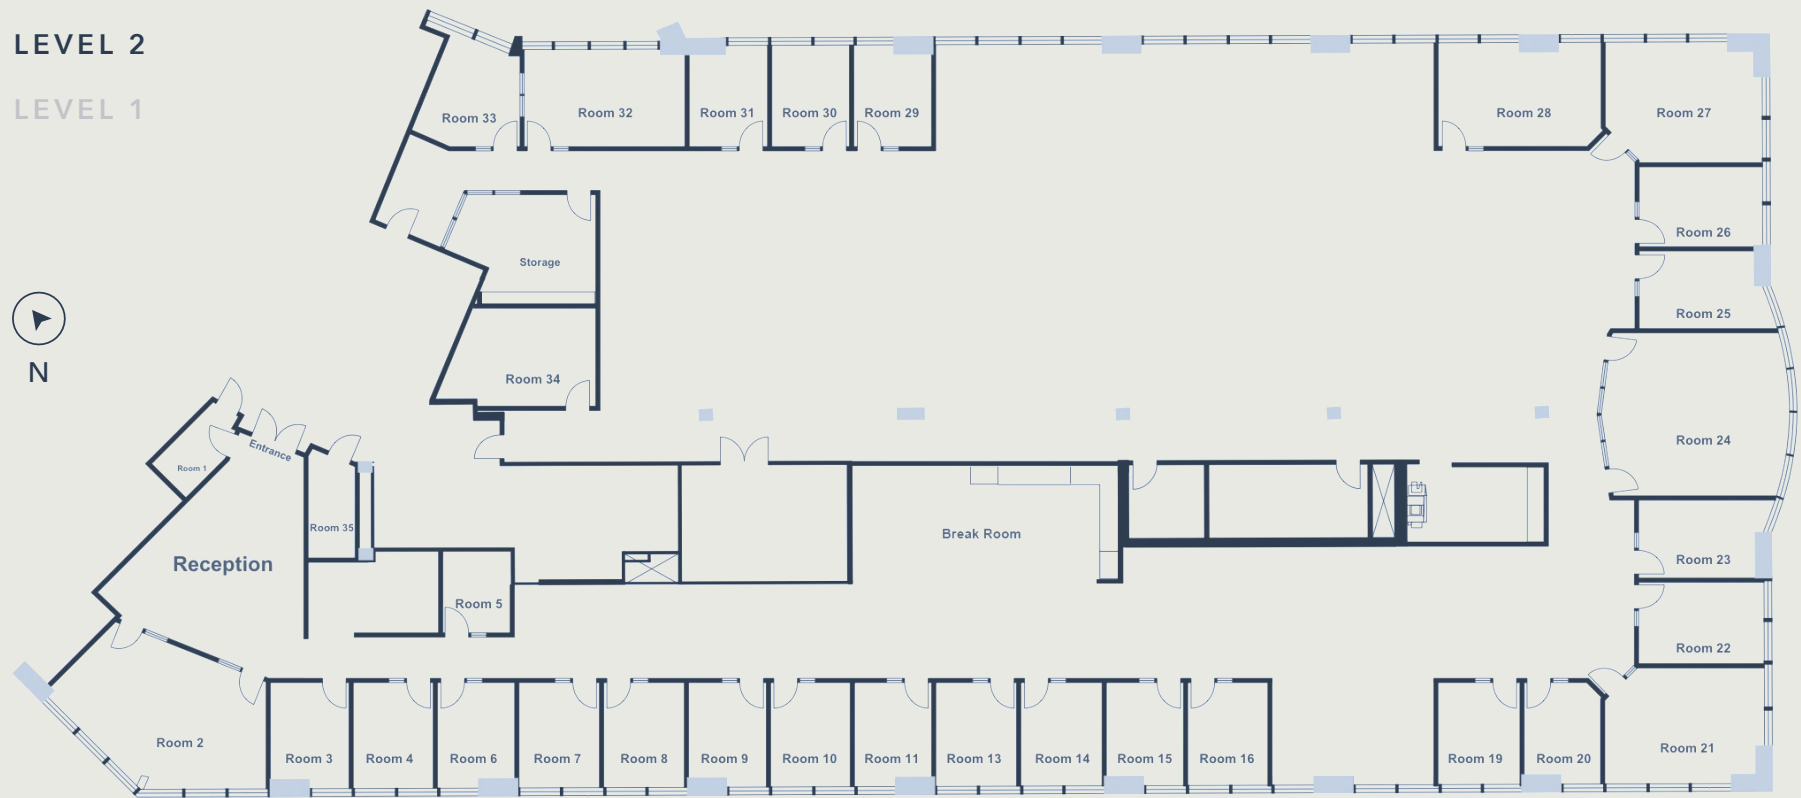 LEVEL 2
LEVEL 1
Room 33
Room 32
Room 31
Room 30
Room 29
Room 28
Room 27
Room 26
Storage
Room 25
N
Room 34
Room 24
Entrance
Room 1
Room 35
Break Room
Reception
Room 23
Room 5
Room 22
Room 2
Room 3
Room 4
Room 6
Room 7
Room 8
Room 9
Room 10
Room 11
Room 13
Room 14
Room 15
Room 16
Room 19
Room 20
Room 21